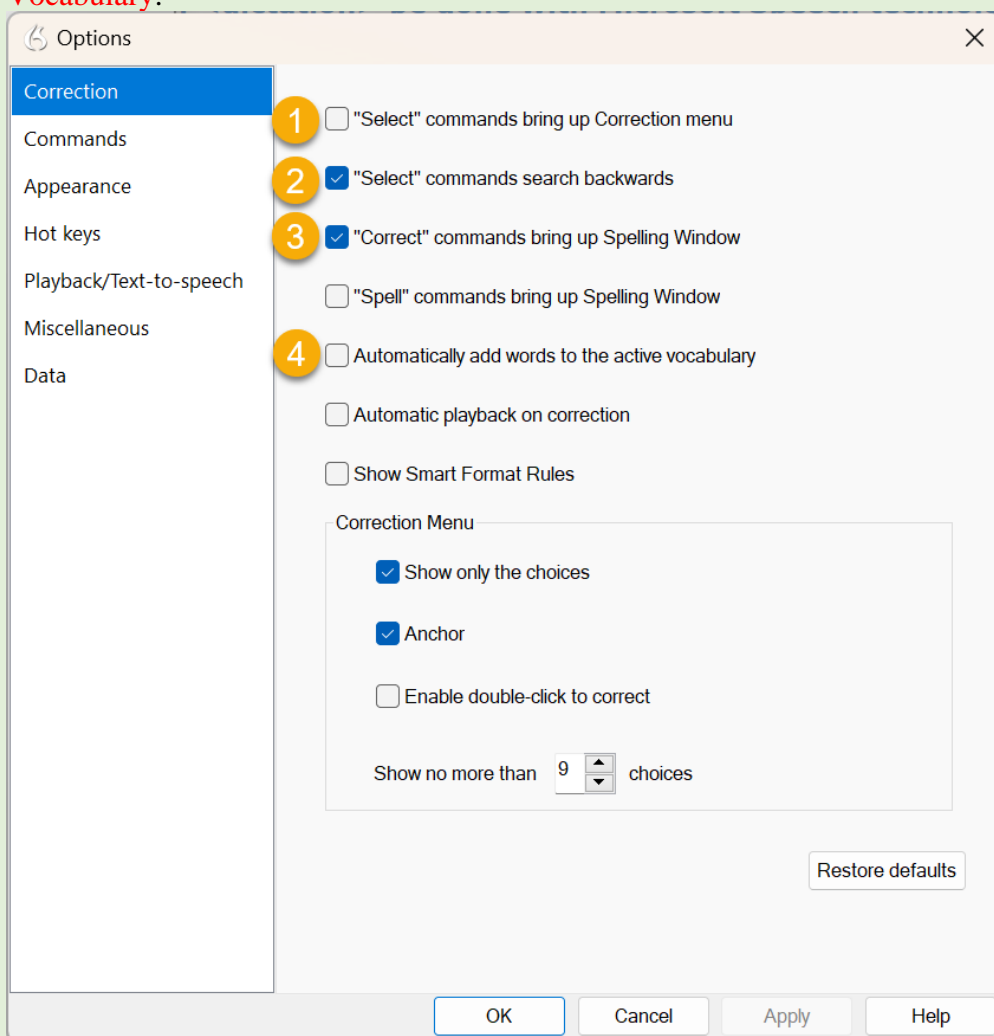 Vocabulary.
Options
Correction
Commands
Appearance
Hot keys
Playback/Text-to-speech
Miscellaneous
Data
1 "Select" commands bring up Correction menu
2 "Select" commands search backwards
3 "Correct" commands bring up Spelling Window
"Spell" commands bring up Spelling Window
4 Automatically add words to the active vocabulary
Automatic playback on correction
Show Smart Format Rules
Correction Menu
Show only the choices
Anchor
Enable double-click to correct
Show no more than 9 choices
Restore defaults
OK Cancel Apply Help